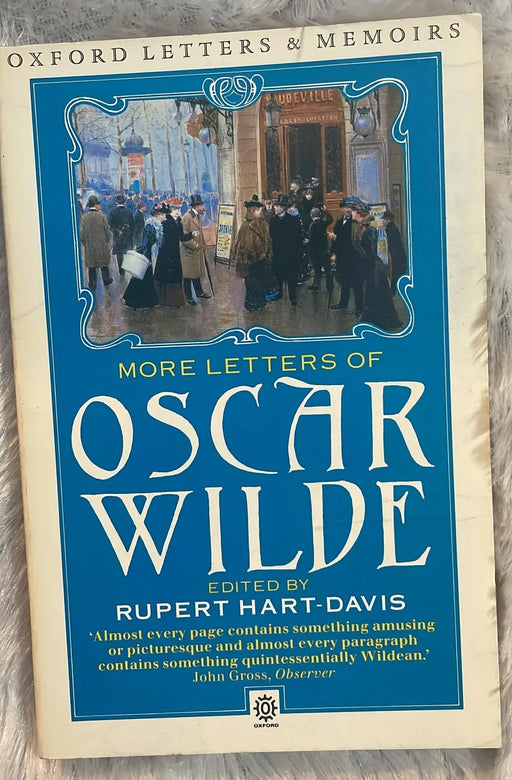 OXFORD LETTERS & MEMOIRS
VAUDEVILLE
MORE LETTERS OF
OSCAR
WILDE
EDITED BY
RUPERT HART-DAVIS
'Almost every page contains something amusing
or picturesque and almost every paragraph
contains something quintessentially Wildean.'
John Gross, Observer
OXFORD